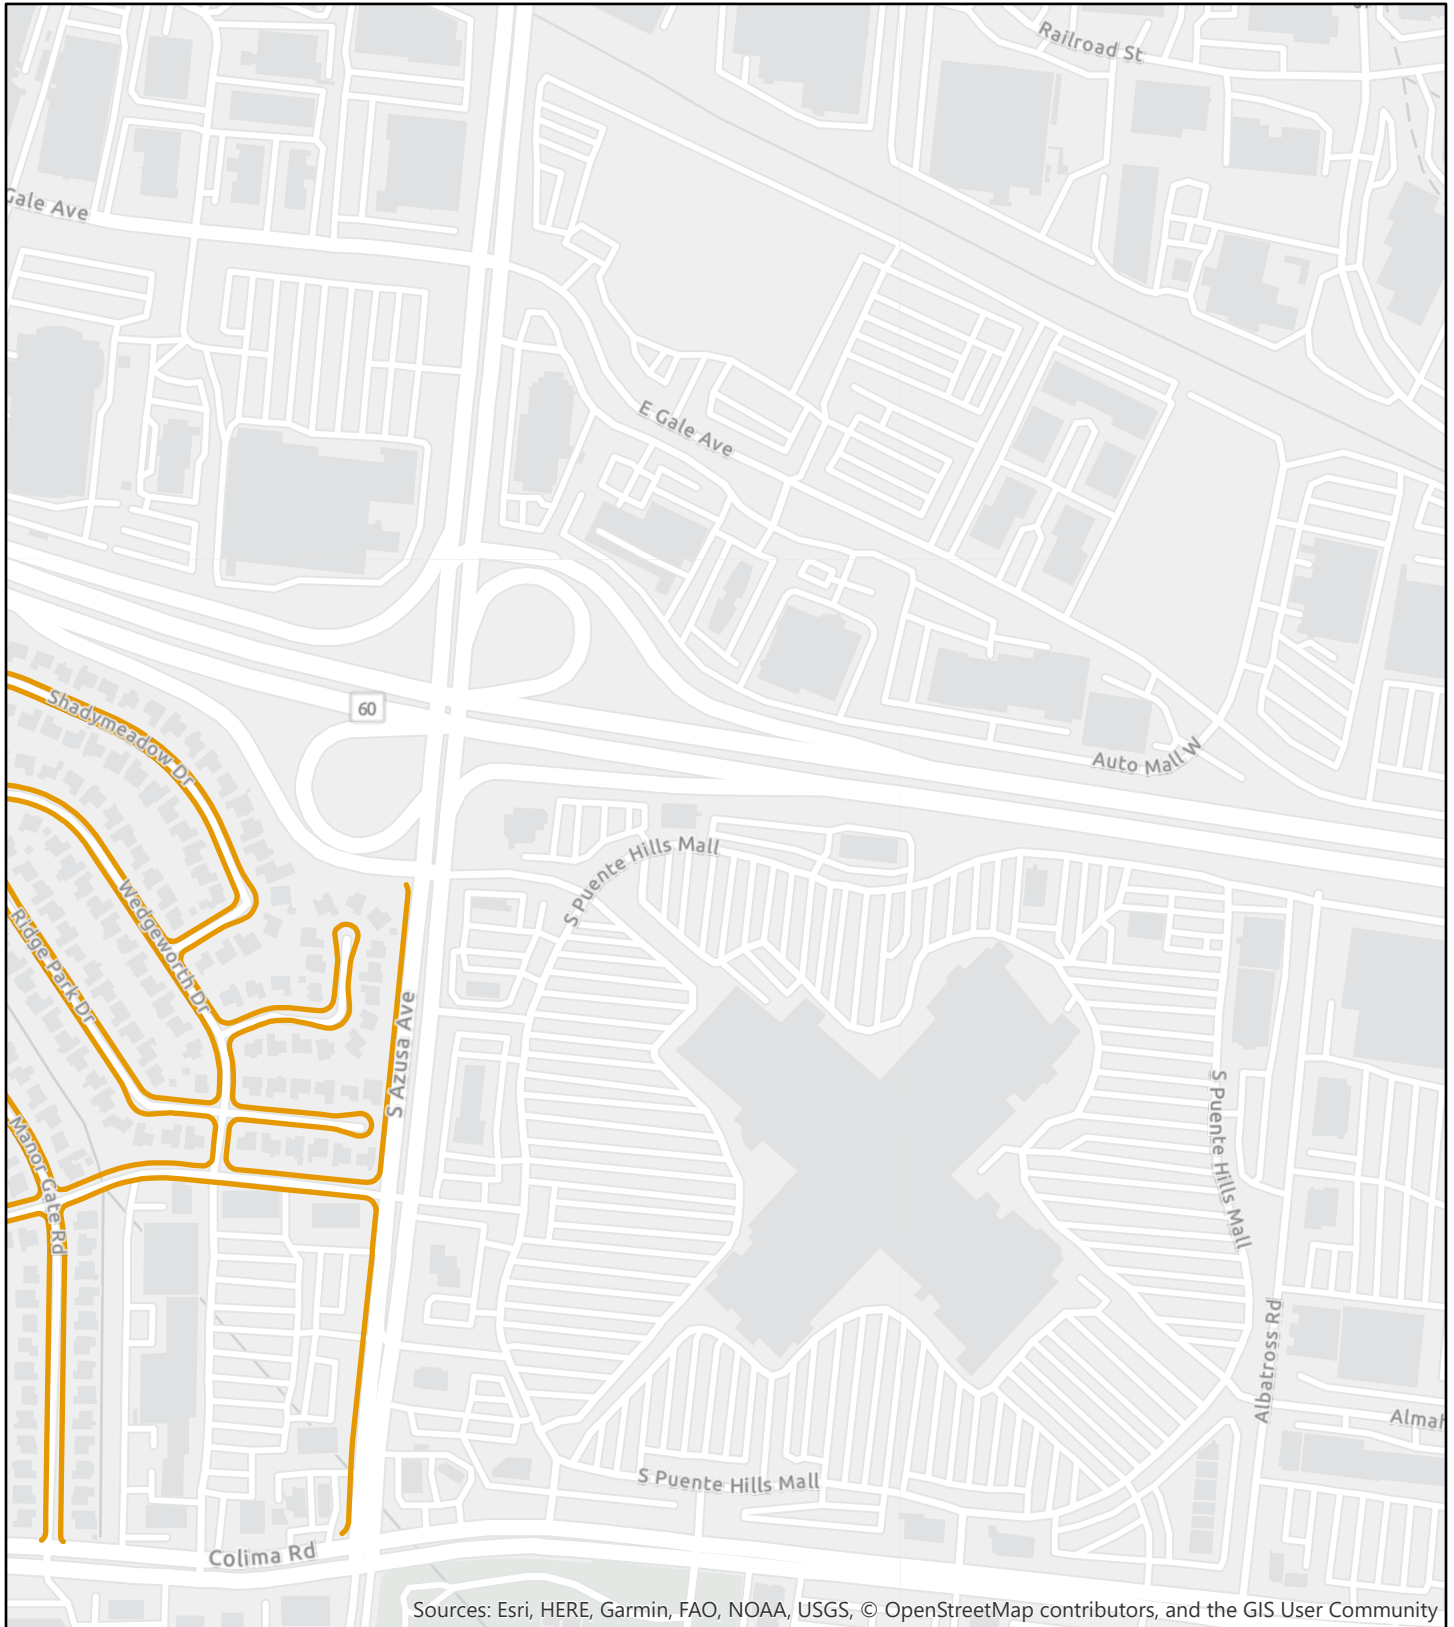 Railroad St
Gale Ave
E Gale Ave
Shadymeadow Dr
60
Auto Mall W
S Puente Hills Mall
Wedgeworth Dr
Ridge Park Dr
S Azusa Ave
S Puente Hills Mall
Manor Gate Rd
Albatross Rd
Almah
S Puente Hills Mall
Colima Rd
Sources: Esri, HERE, Garmin, FAO, NOAA, USGS, © OpenStreetMap contributors, and the GIS User Community